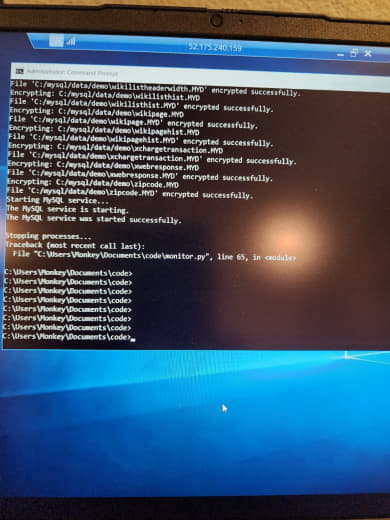 52.175.240.159
Administrator: Command Prompt
File 'C:/mysql/data/demo\wikilistheaderwidth.MYD' encrypted successfully.
Encrypting: C:/mysql/data/demo\wikilisthist.MYD
File 'C:/mysql/data/demo\wikilisthist.MYD' encrypted successfully.
Encrypting: C:/mysql/data/demo\wikipage.MYD
File 'C:/mysql/data/demo\wikipage.MYD' encrypted successfully.
Encrypting: C:/mysql/data/demo\wikipagehist.MYD
File 'C:/mysql/data/demo\wikipagehist.MYD' encrypted successfully.
Encrypting: C:/mysql/data/demo\xchargetransaction.MYD
File 'C:/mysql/data/demo\xchargetransaction.MYD' encrypted successfully.
Encrypting: C:/mysql/data/demo\xwebresponse.MYD
File 'C:/mysql/data/demo\xwebresponse.MYD' encrypted successfully.
Encrypting: C:/mysql/data/demo\zipcode.MYD
File 'C:/mysql/data/demo\zipcode.MYD' encrypted successfully.
Starting MySQL service...
The MySQL service is starting.
The MySQL service was started successfully.
Stopping processes...
Traceback (most recent call last):
File "C:\Users\Monkey\Documents\code\monitor.py", line 65, in <module>
C:\Users\Monkey\Documents\code>
C:\Users\Monkey\Documents\code>
C:\Users\Monkey\Documents\code>
C:\Users\Monkey\Documents\code>
C:\Users\Monkey\Documents\code>
C:\Users\Monkey\Documents\code>
C:\Users\Monkey\Documents\code>
C:\Users\Monkey\Documents\code>